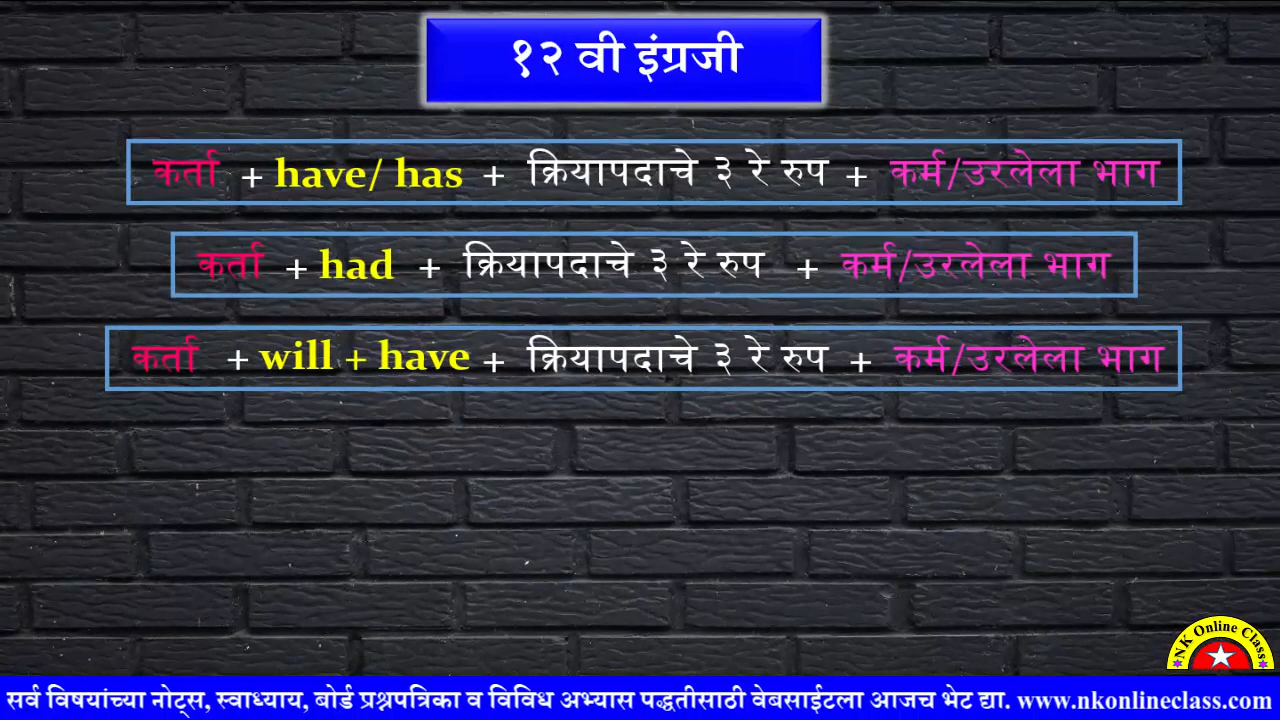 १२ वी इंग्रजी
कर्ता + have/ has + क्रियापदाचे ३ रे रुप + कर्म/उरलेला भाग
कर्ता + had + क्रियापदाचे ३ रे रुप + कर्म/उरलेला भाग
कर्ता + will + have + क्रियापदाचे ३ रे रुप + कर्म/उरलेला भाग
NK Online Class
सर्व विषयांच्या नोट्स, स्वाध्याय, बोर्ड प्रश्नपत्रिका व विविध अभ्यास पद्धतीसाठी वेबसाईटला आजच भेट द्या. www.nkonlineclass.com